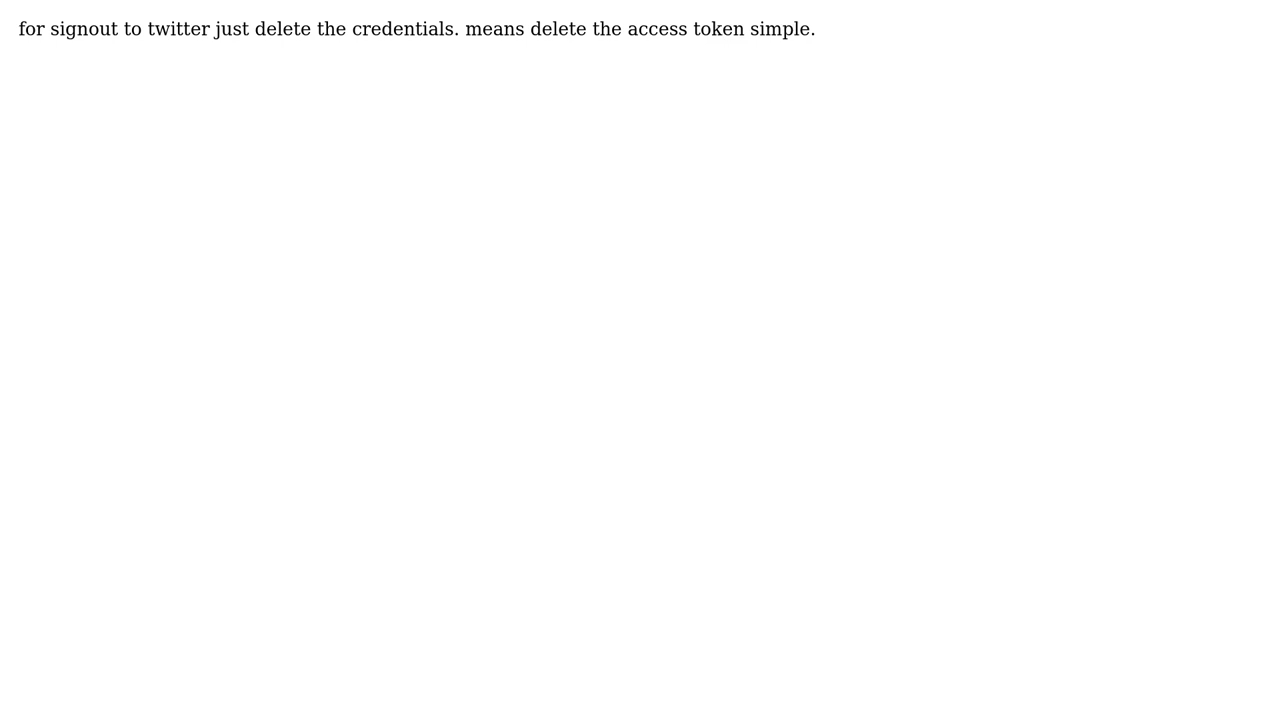 for signout to twitter just delete the credentials. means delete the access token simple.